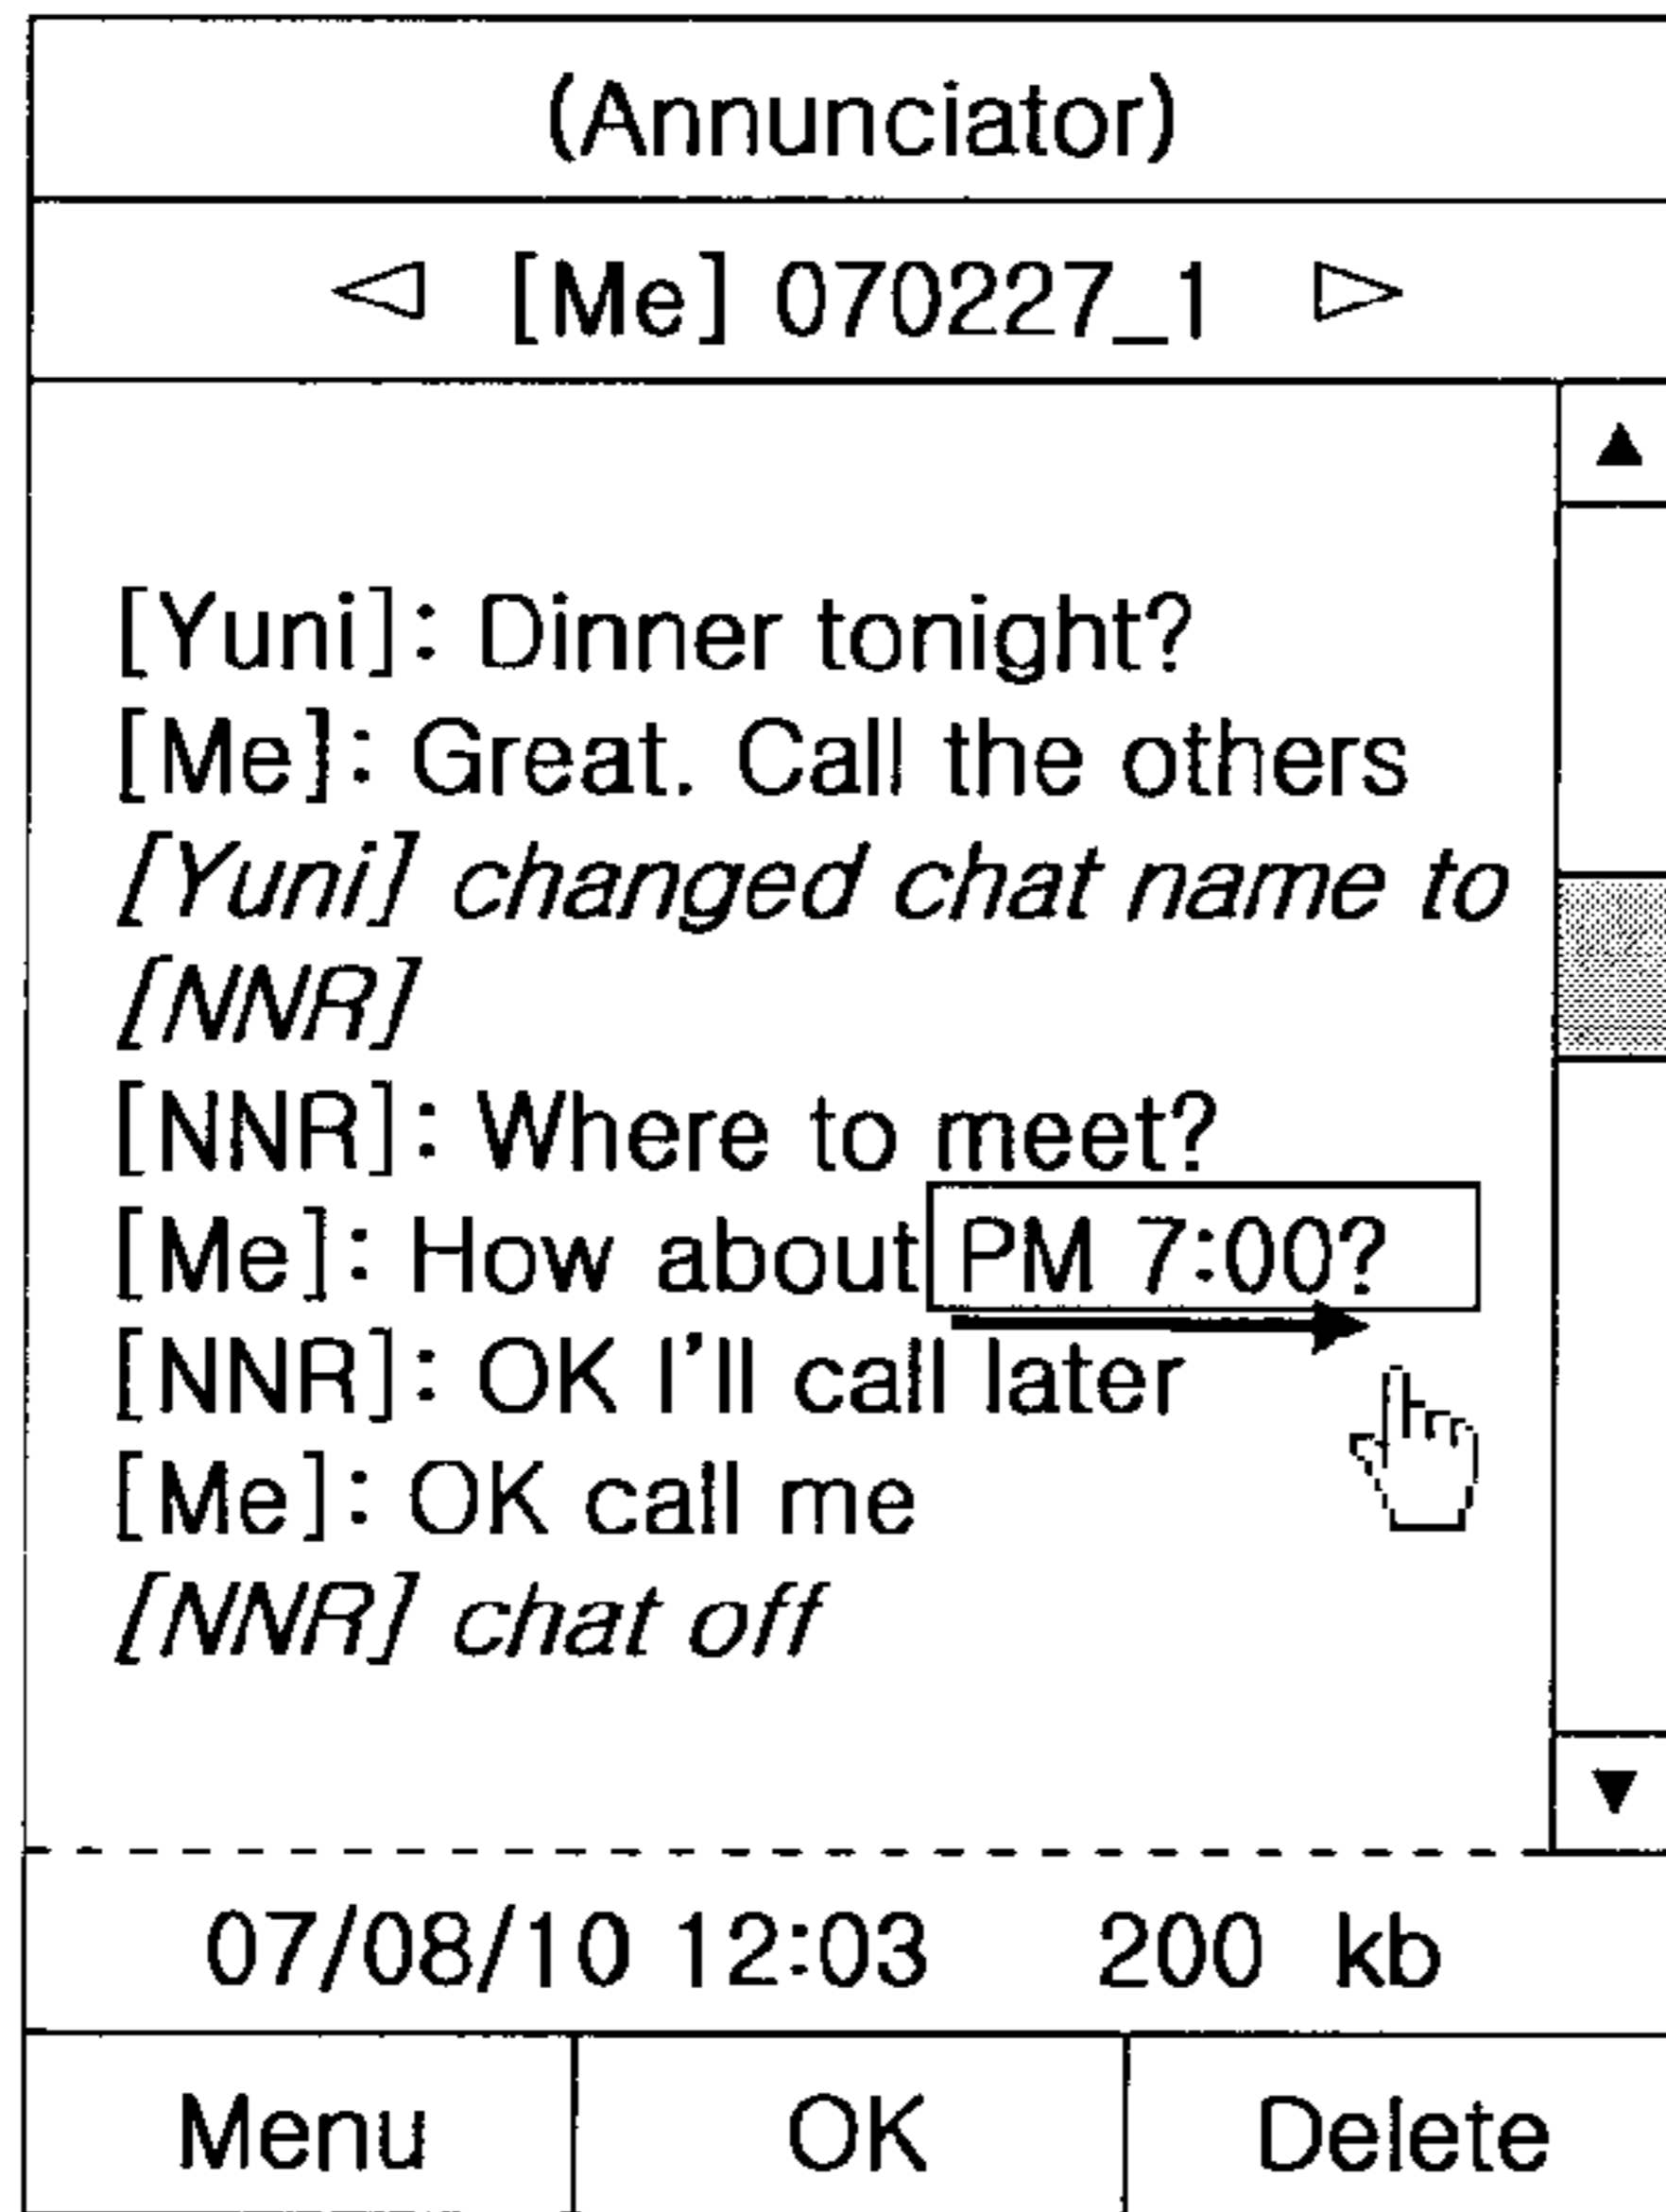 (Annunciator)
[Me] 070227_1
[Yuni]: Dinner tonight?
[Me]: Great. Call the others
[Yuni] changed chat name to
[NNR]
[NNR]: Where to meet?
[Me]: How about PM 7:00?
[NNR]: OK I'll call later
[Me]: OK call me
[NNR] chat off
07/08/10 12:03 200 kb
Menu OK Delete